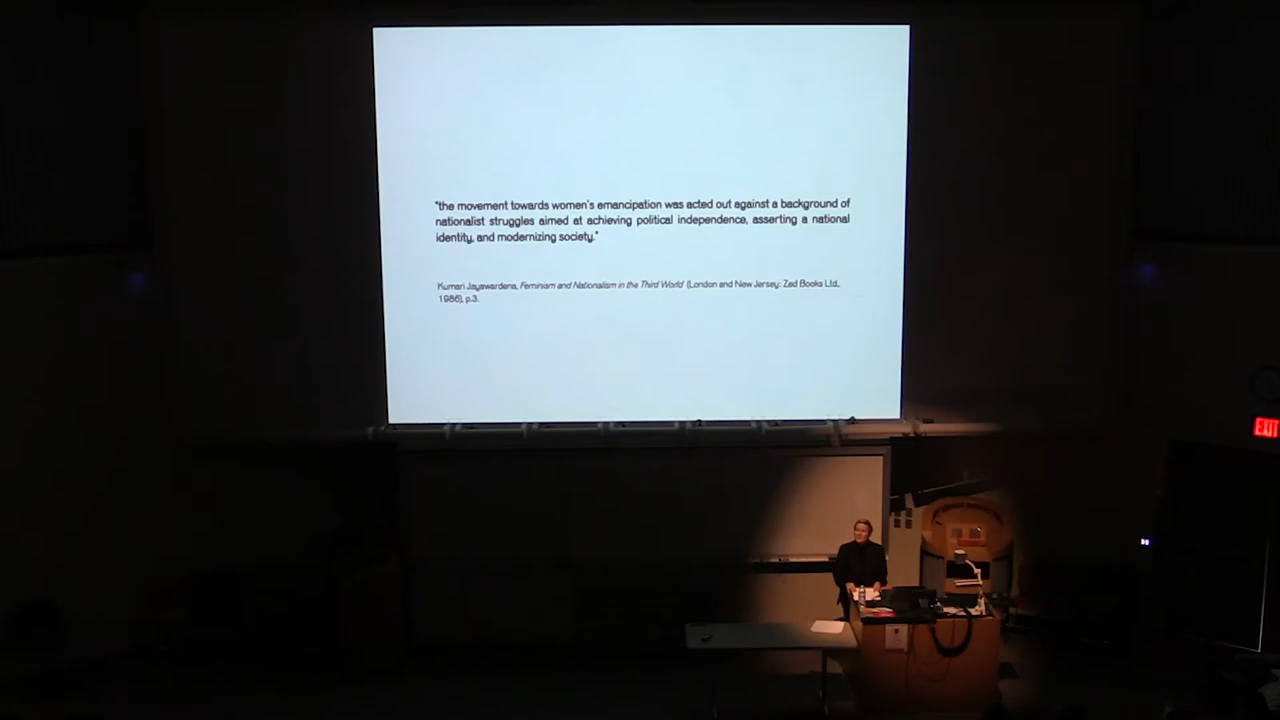 "the movement towards women's emancipation was acted out against a background of
nationalist struggles aimed at achieving political independence, asserting a national
identity, and modernizing society."
Kumari Jayawardena, Feminism and Nationalism in the Third World (London and New Jersey: Zed Books Ltd.,
1986), p.3.
EXIT